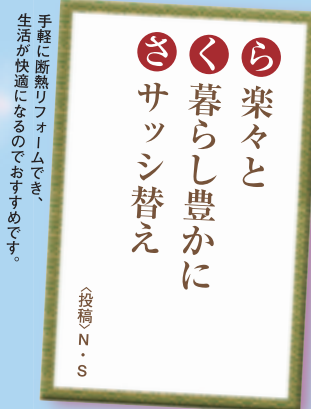 ら 楽々と
く 暮らし豊かに
さ サッシ替え
〈投稿〉N・S
手軽に断熱リフォームでき、
生活が快適になるのでおすすめです。